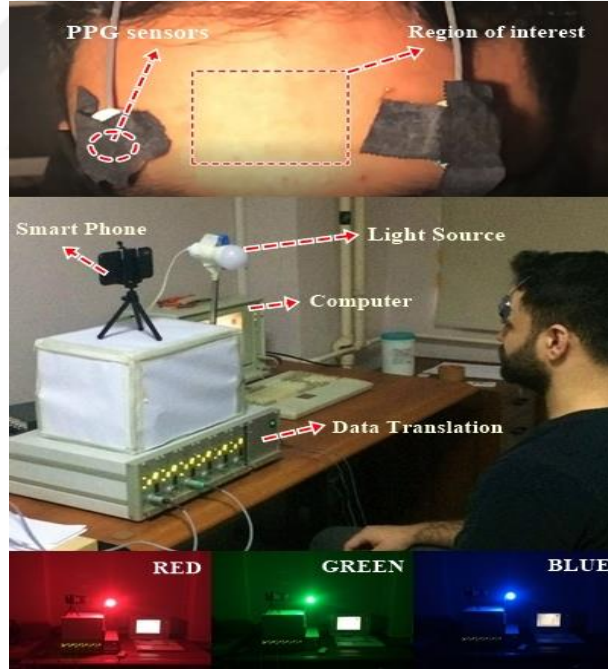 PPG sensors
Region of interest
Smart Phone
Light Source
Computer
Data Translation
RED
GREEN
BLUE